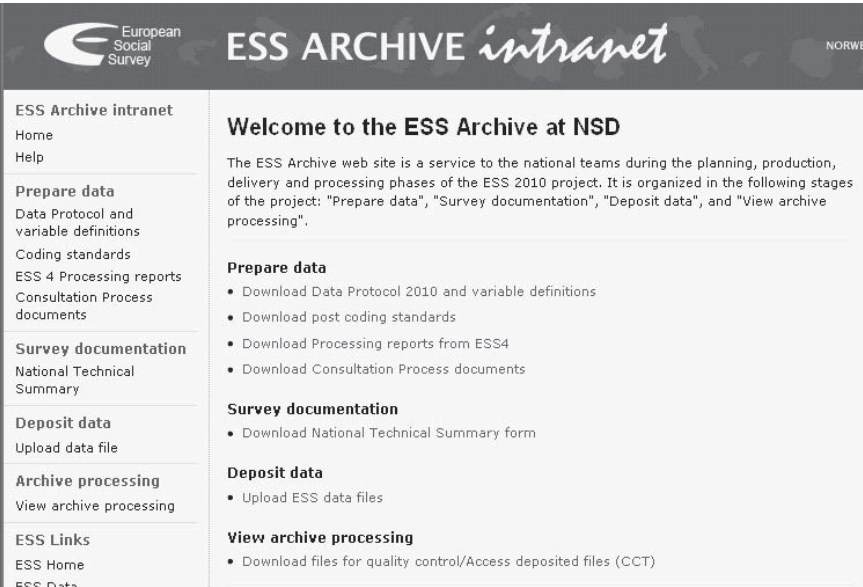 European
Social
Survey
ESS ARCHIVE intranet
ESS Archive intranet
Home
Help
Prepare data
Data Protocol and
variable definitions
Coding standards
ESS 4 Processing reports
Consultation Process
documents
Survey documentation
National Technical
Summary
Deposit data
Upload data file
Archive processing
View archive processing
ESS Links
ESS Home
ESS Data
Welcome to the ESS Archive at NSD
The ESS Archive web site is a service to the national teams during the planning, production,
delivery and processing phases of the ESS 2010 project. It is organized in the following stages
of the project: "Prepare data", "Survey documentation", "Deposit data", and "View archive
processing".
Prepare data
• Download Data Protocol 2010 and variable definitions
• Download post coding standards
• Download Processing reports from ESS4
• Download Consultation Process documents
Survey documentation
• Download National Technical Summary form
Deposit data
• Upload ESS data files
View archive processing
• Download files for quality control/Access deposited files (CCT)